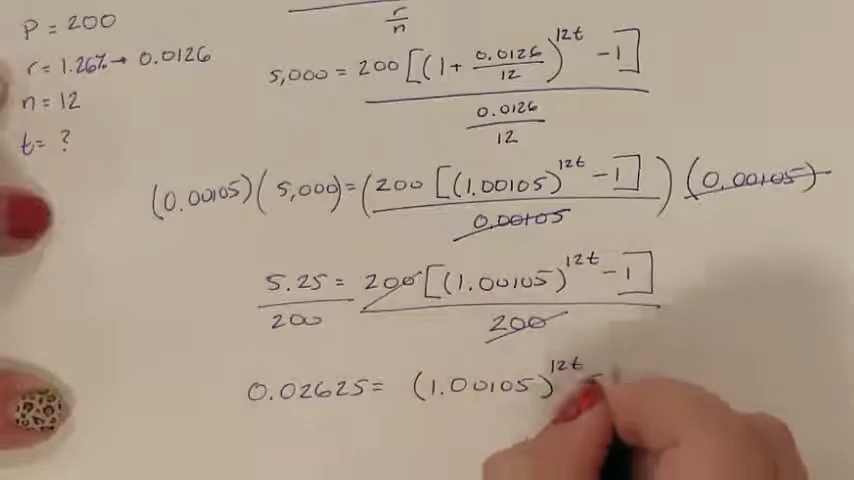 P = 200
r
n
r = 1.26% → 0.0126
n = 12
t = ?
5,000 = 200 [(1 + 0.0126/12)^12t - 1]
0.0126
12
(0.00105) (5,000) = (200 [(1.00105)^12t - 1]) (0.00105)
0.00105
5.25 = 200 [(1.00105)^12t - 1]
200 200
0.02625 = (1.00105)^12t -